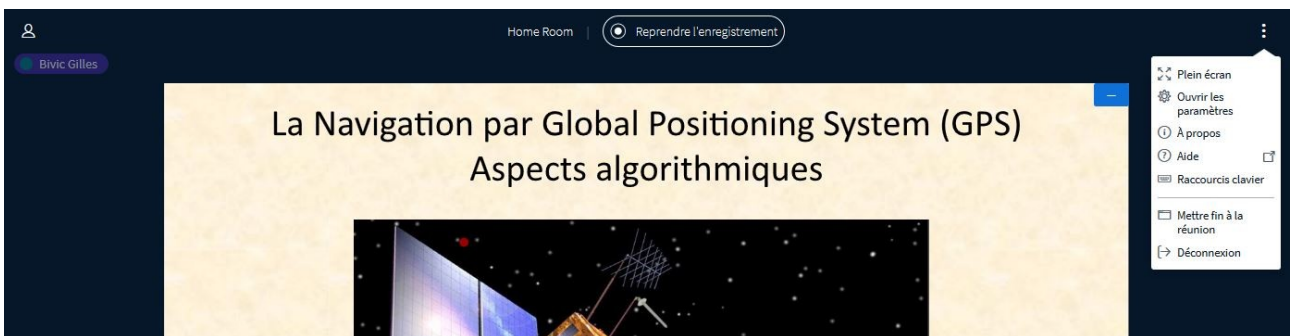 Home Room
Reprendre l'enregistrement
Bivic Gilles
La Navigation par Global Positioning System (GPS)
Aspects algorithmiques
Plein écran
Ouvrir les
paramètres
À propos
Aide
Raccourcis clavier
Mettre fin à la
réunion
Déconnexion